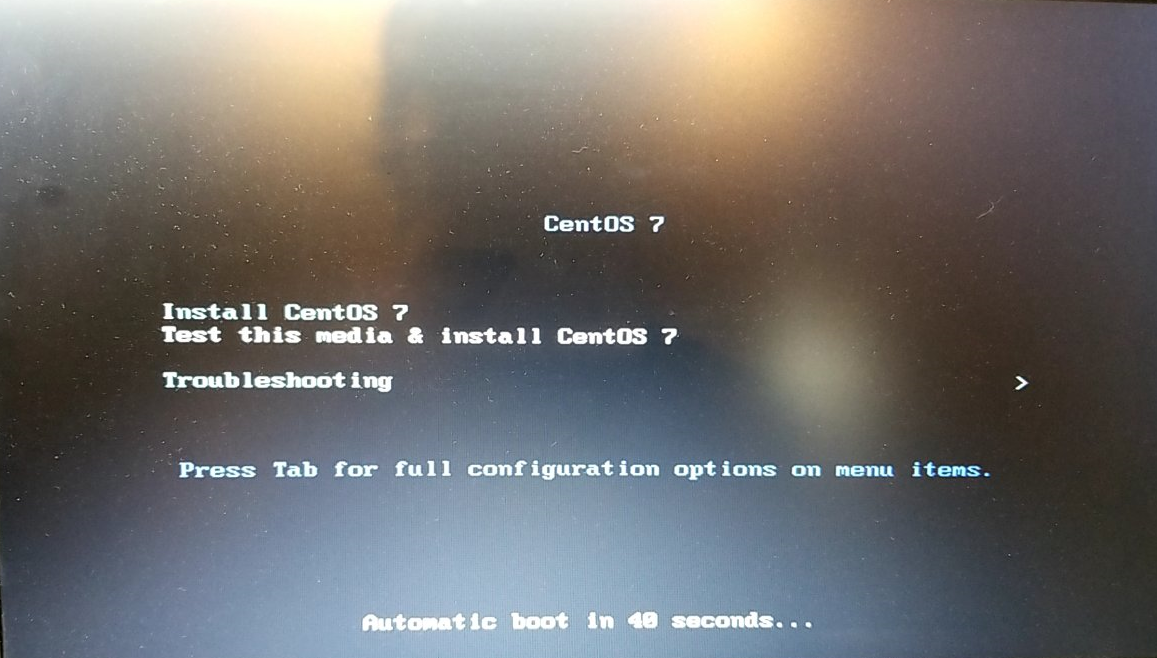 CentOS 7
Install CentOS 7
Test this media & install CentOS 7
Troubleshooting >
Press Tab for full configuration options on menu items.
Automatic boot in 40 seconds...